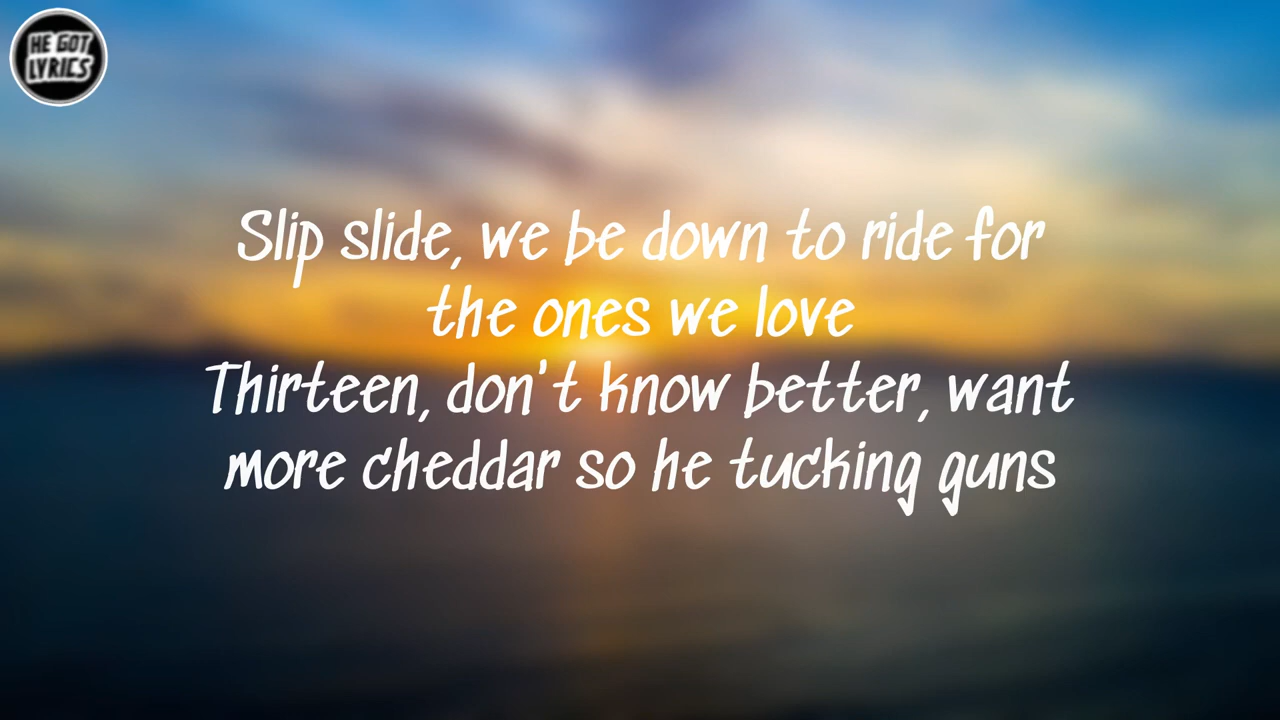 HE GOT
LYRICS
Slip slide, we be down to ride for
the ones we love
Thirteen, don't know better, want
more cheddar so he tucking guns